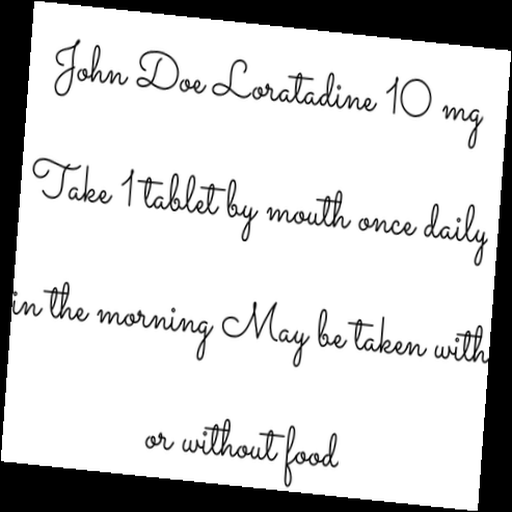 John Doe Loratadine 10 mg
Take 1 tablet by mouth once daily
in the morning May be taken with
or without food